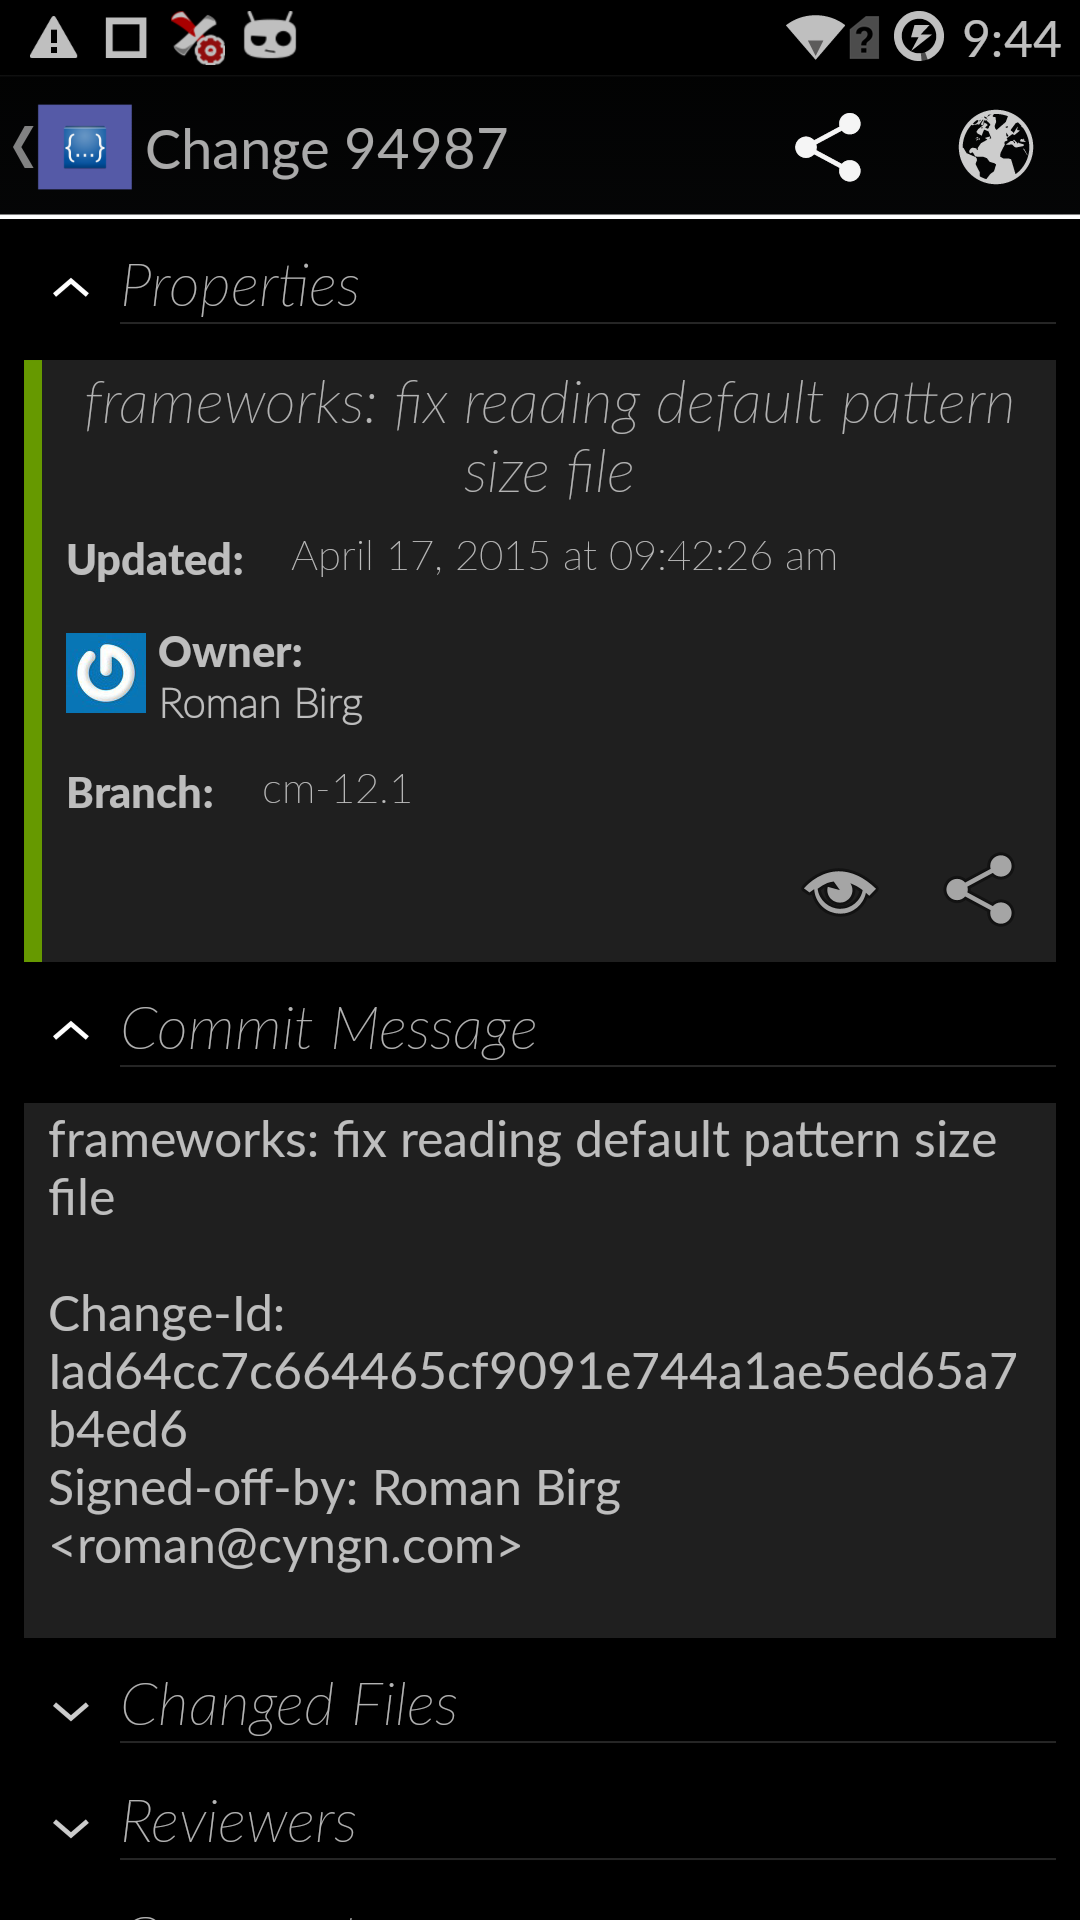 9:44
{...} Change 94987
Properties
frameworks: fix reading default pattern
size file
Updated: April 17, 2015 at 09:42:26 am
Owner:
Roman Birg
Branch: cm-12.1
Commit Message
frameworks: fix reading default pattern size
file
Change-Id:
Iad64cc7c664465cf9091e744a1ae5ed65a7
b4ed6
Signed-off-by: Roman Birg
<roman@cyngn.com>
Changed Files
Reviewers